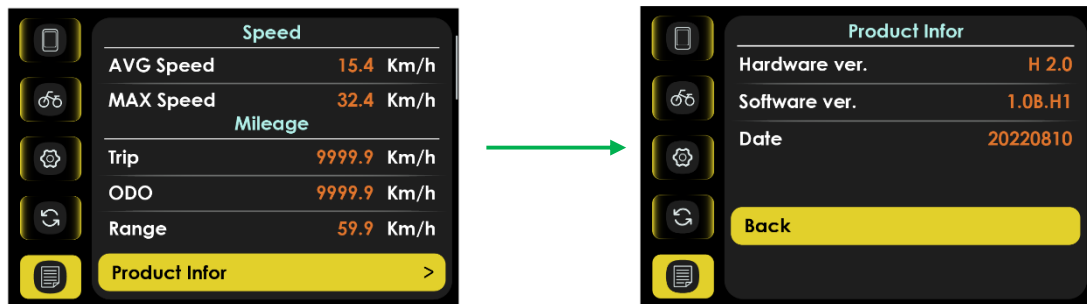 Speed
AVG Speed 15.4 Km/h
MAX Speed 32.4 Km/h
Mileage
Trip 9999.9 Km/h
ODO 9999.9 Km/h
Range 59.9 Km/h
Product Infor >
Product Infor
Hardware ver. H 2.0
Software ver. 1.0B.H1
Date 20220810
Back